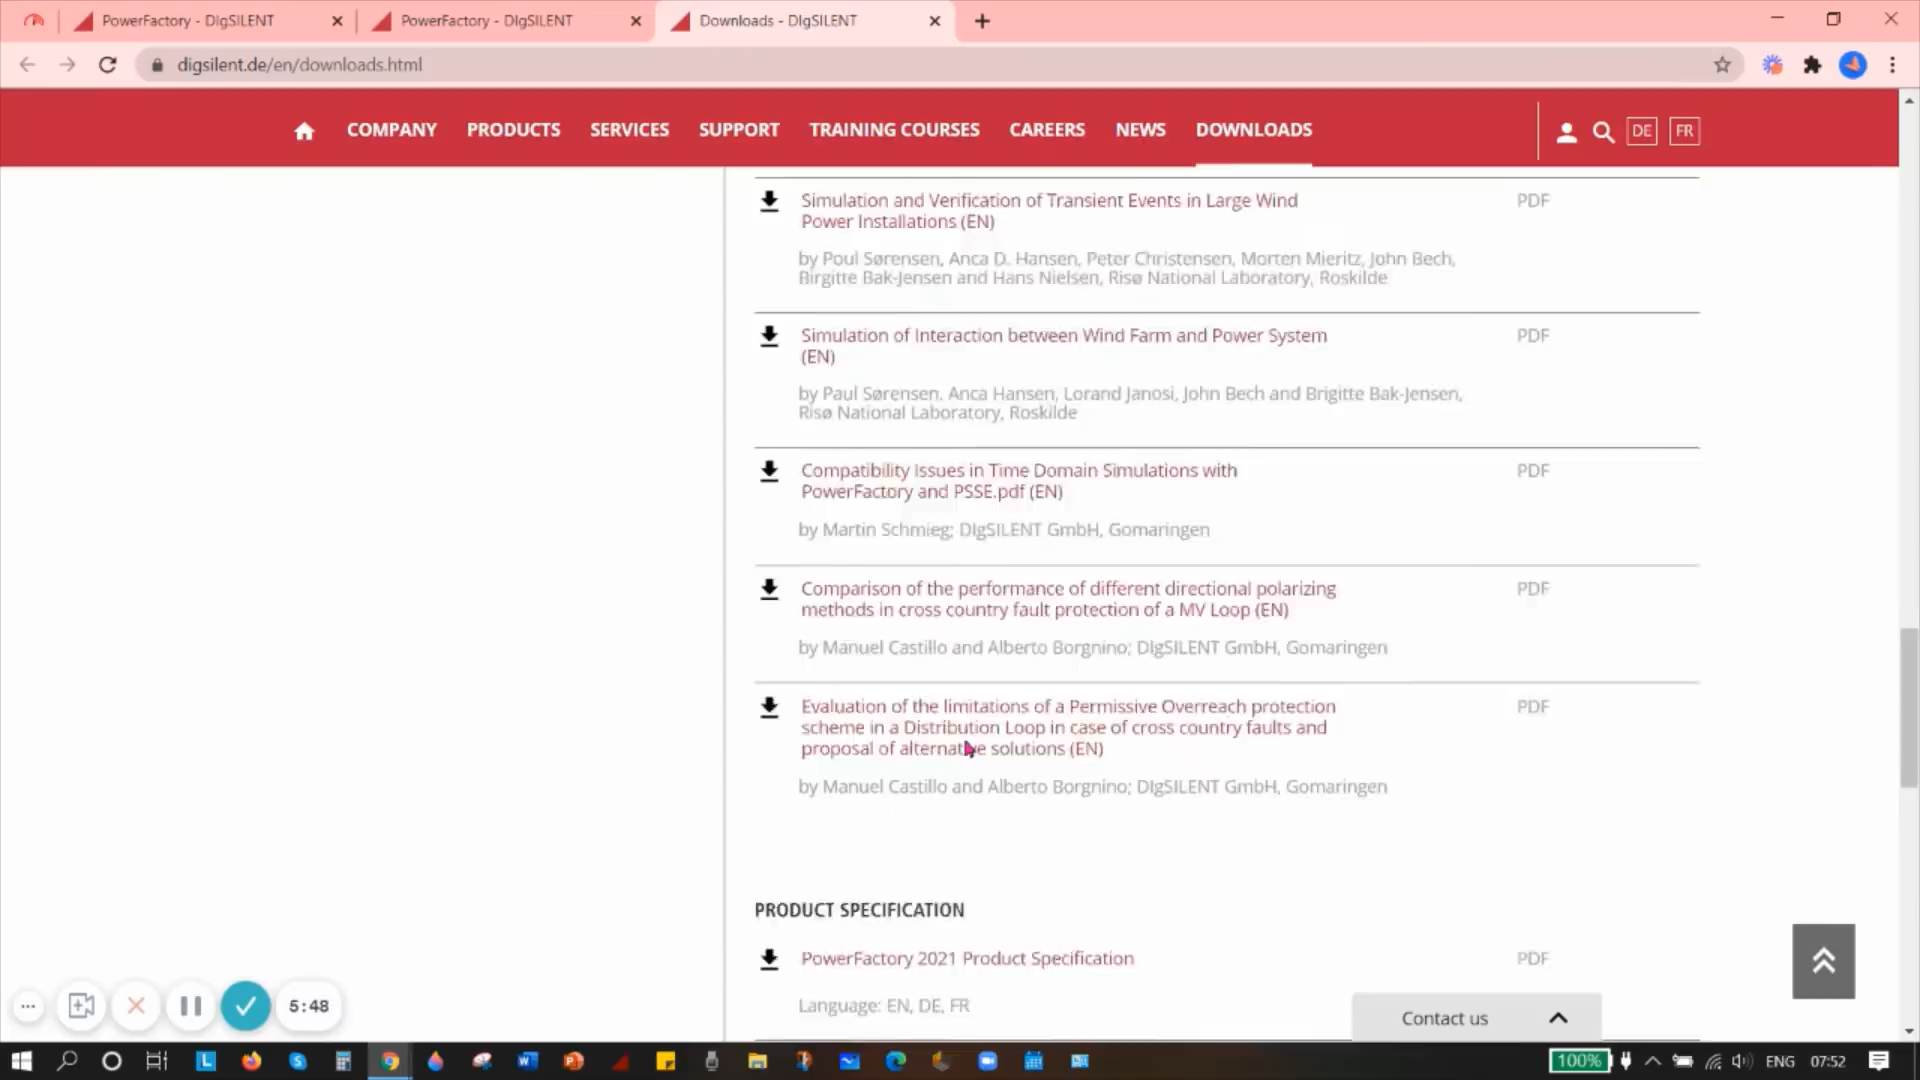 PowerFactory - DIgSILENT
PowerFactory - DIgSILENT
Downloads - DIgSILENT
digsilent.de/en/downloads.html
COMPANY
PRODUCTS
SERVICES
SUPPORT
TRAINING COURSES
CAREERS
NEWS
DOWNLOADS
DE
FR
Simulation and Verification of Transient Events in Large Wind
Power Installations (EN)
PDF
by Poul Sørensen, Anca D. Hansen, Peter Christensen, Morten Mieritz, John Bech,
Birgitte Bak-Jensen and Hans Nielsen, Risø National Laboratory, Roskilde
Simulation of Interaction between Wind Farm and Power System
(EN)
PDF
by Paul Sørensen. Anca Hansen, Lorand Janosi, John Bech and Brigitte Bak-Jensen,
Risø National Laboratory, Roskilde
Compatibility Issues in Time Domain Simulations with
PowerFactory and PSSE.pdf (EN)
PDF
by Martin Schmieg; DIgSILENT GmbH, Gomaringen
Comparison of the performance of different directional polarizing
methods in cross country fault protection of a MV Loop (EN)
PDF
by Manuel Castillo and Alberto Borgnino; DIgSILENT GmbH, Gomaringen
Evaluation of the limitations of a Permissive Overreach protection
scheme in a Distribution Loop in case of cross country faults and
proposal of alternative solutions (EN)
PDF
by Manuel Castillo and Alberto Borgnino; DIgSILENT GmbH, Gomaringen
PRODUCT SPECIFICATION
PowerFactory 2021 Product Specification
PDF
Language: EN, DE, FR
Contact us
5:48
100%
ENG
07:52